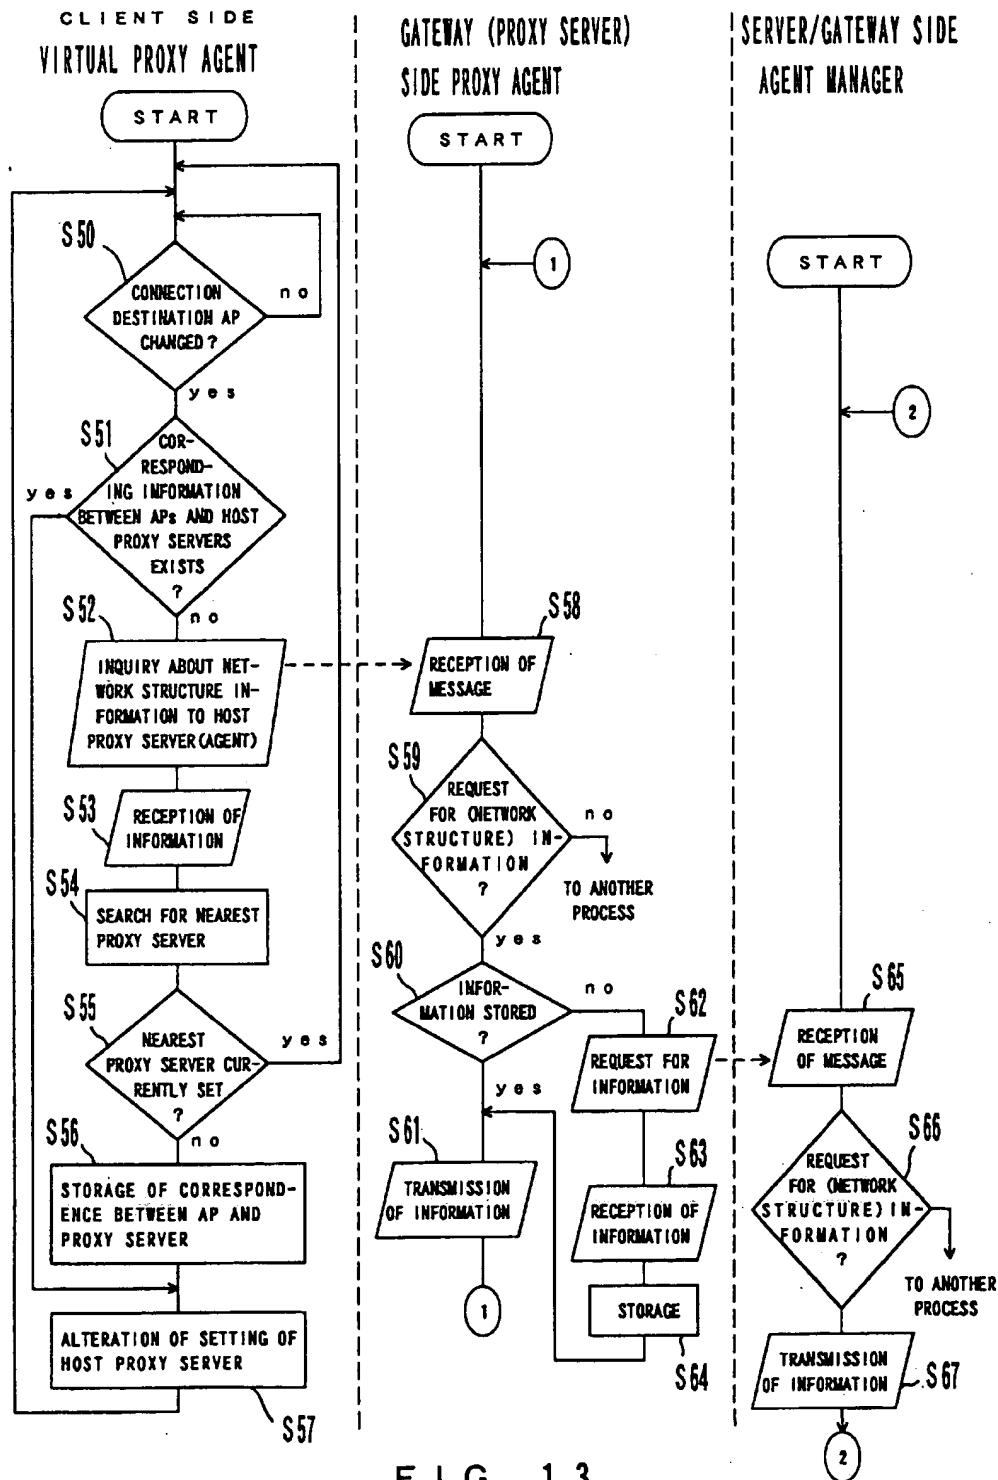 CLIENT SIDE
VIRTUAL PROXY AGENT
START
S50
CONNECTION
DESTINATION AP
CHANGED?
no
yes
S51
COR-
RESPOND-
ING INFORMATION
BETWEEN APs AND HOST
PROXY SERVERS
EXISTS
?
yes
no
S52
INQUIRY ABOUT NET-
WORK STRUCTURE IN-
FORMATION TO HOST
PROXY SERVER(AGENT)
S53
RECEPTION OF
INFORMATION
S54
SEARCH FOR NEAREST
PROXY SERVER
S55
NEAREST
PROXY SERVER CUR-
RENTLY SET
?
yes
no
S56
STORAGE OF CORRESPOND-
ENCE BETWEEN AP AND
PROXY SERVER
ALTERATION OF SETTING OF
HOST PROXY SERVER
S57
GATEWAY (PROXY SERVER)
SIDE PROXY AGENT
START
1
S58
RECEPTION OF
MESSAGE
S59
REQUEST
FOR (NETWORK
STRUCTURE) IN-
FORMATION
?
no
TO ANOTHER
PROCESS
yes
S60
INFOR-
MATION STORED
?
no
yes
S61
TRANSMISSION
OF INFORMATION
1
S62
REQUEST FOR
INFORMATION
S63
RECEPTION OF
INFORMATION
STORAGE
S64
SERVER/GATEWAY SIDE
AGENT MANAGER
START
2
S65
RECEPTION
OF MESSAGE
S66
REQUEST
FOR (NETWORK
STRUCTURE) IN-
FORMATION
?
TO ANOTHER
PROCESS
TRANSMISSION
OF INFORMATION
S67
2
FIG. 13